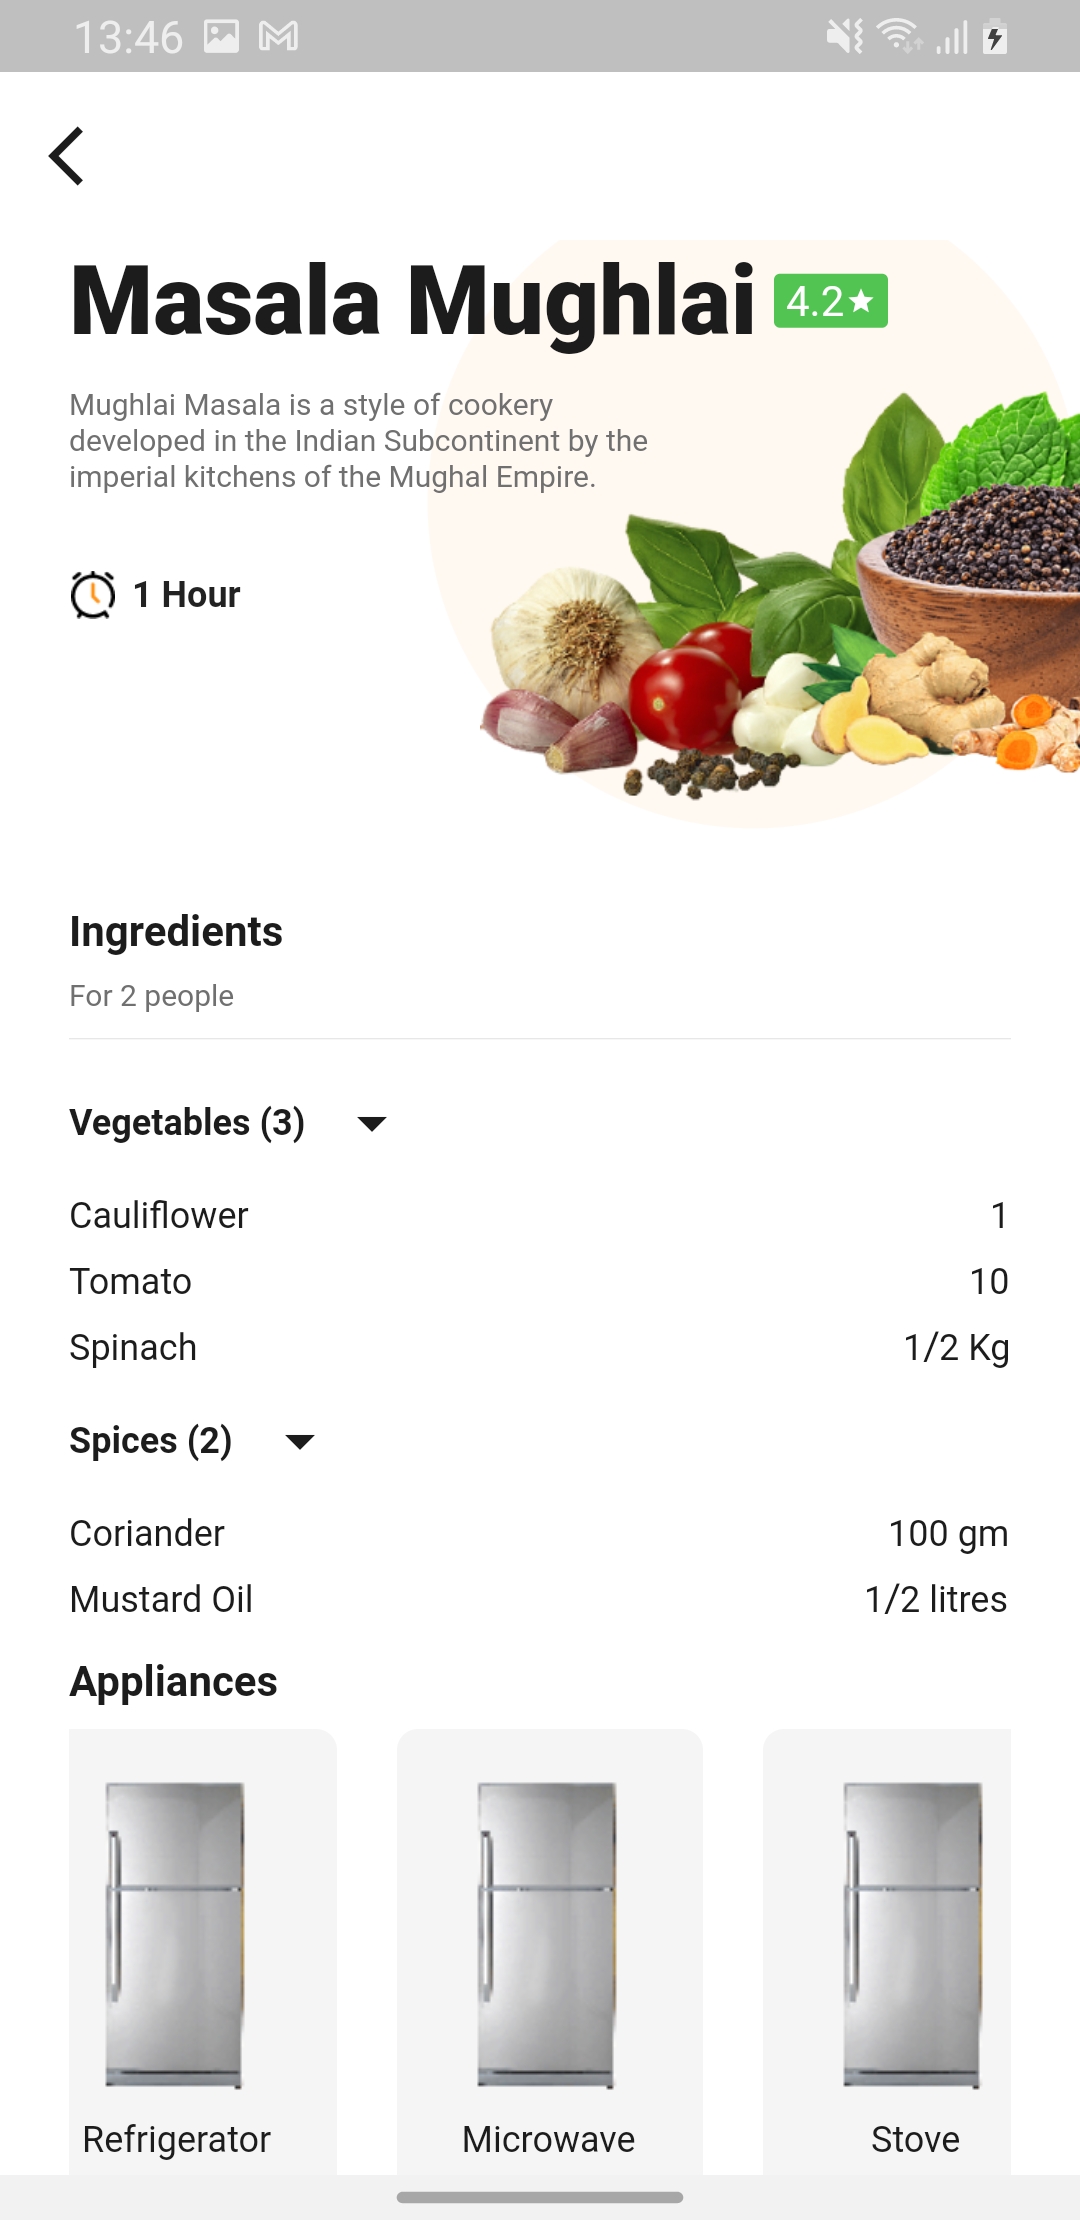 13:46
Masala Mughlai 4.2★
Mughlai Masala is a style of cookery
developed in the Indian Subcontinent by the
imperial kitchens of the Mughal Empire.
1 Hour
Ingredients
For 2 people
Vegetables (3)
Cauliflower 1
Tomato 10
Spinach 1/2 Kg
Spices (2)
Coriander 100 gm
Mustard Oil 1/2 litres
Appliances
Refrigerator Microwave Stove